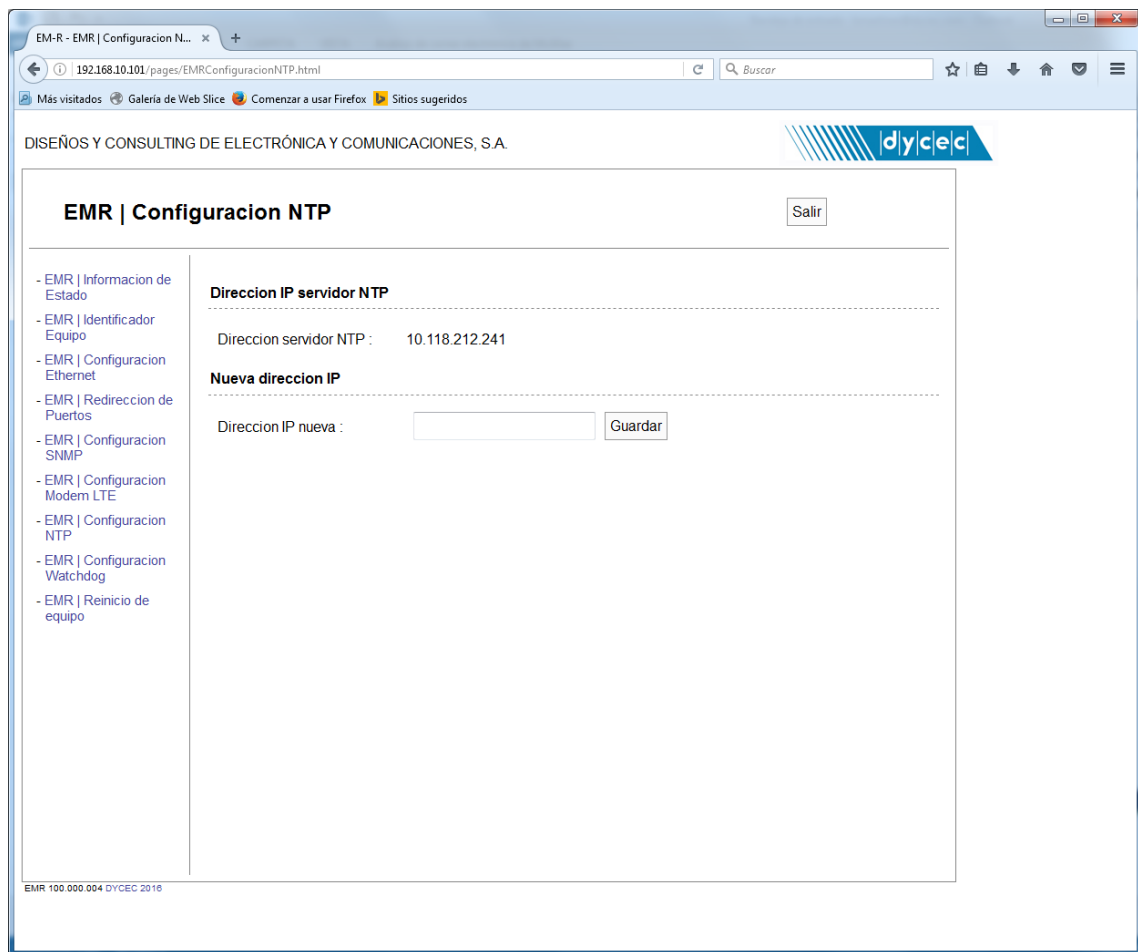 EM-R - EMR | Configuracion N...
192.168.10.101/pages/EMRConfiguracionNTP.html
Buscar
Más visitados Galería de Web Slice Comenzar a usar Firefox Sitios sugeridos
DISEÑOS Y CONSULTING DE ELECTRÓNICA Y COMUNICACIONES, S.A.
|d|y|c|e|c|
EMR | Configuracion NTP
Salir
- EMR | Informacion de
Estado
- EMR | Identificador
Equipo
- EMR | Configuracion
Ethernet
- EMR | Redireccion de
Puertos
- EMR | Configuracion
SNMP
- EMR | Configuracion
Modem LTE
- EMR | Configuracion
NTP
- EMR | Configuracion
Watchdog
- EMR | Reinicio de
equipo
Direccion IP servidor NTP
Direccion servidor NTP : 10.118.212.241
Nueva direccion IP
Direccion IP nueva :
Guardar
EMR 100.000.004 DYCEC 2016